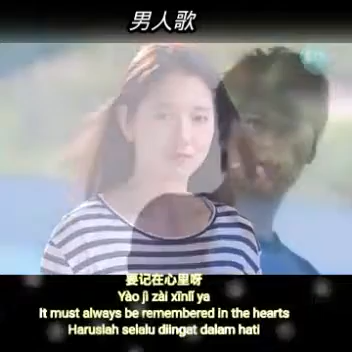 男人歌
要记在心里呀
Yào jì zài xīnlǐ ya
It must always be remembered in the hearts
Haruslah selalu diingat dalam hati